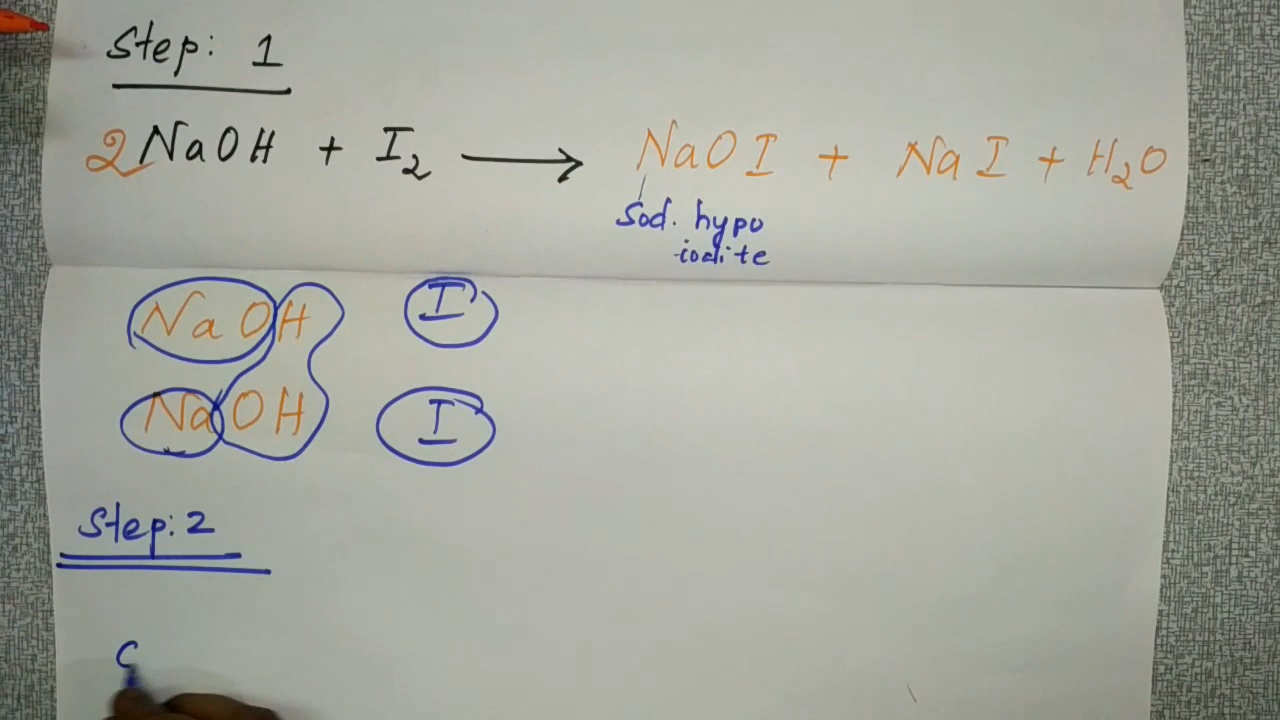 Step: 1
2NaOH + I₂ ⟶ NaOI + NaI + H₂O
Sod. hypo
iodite
NaOH I
NaOH I
Step: 2
C